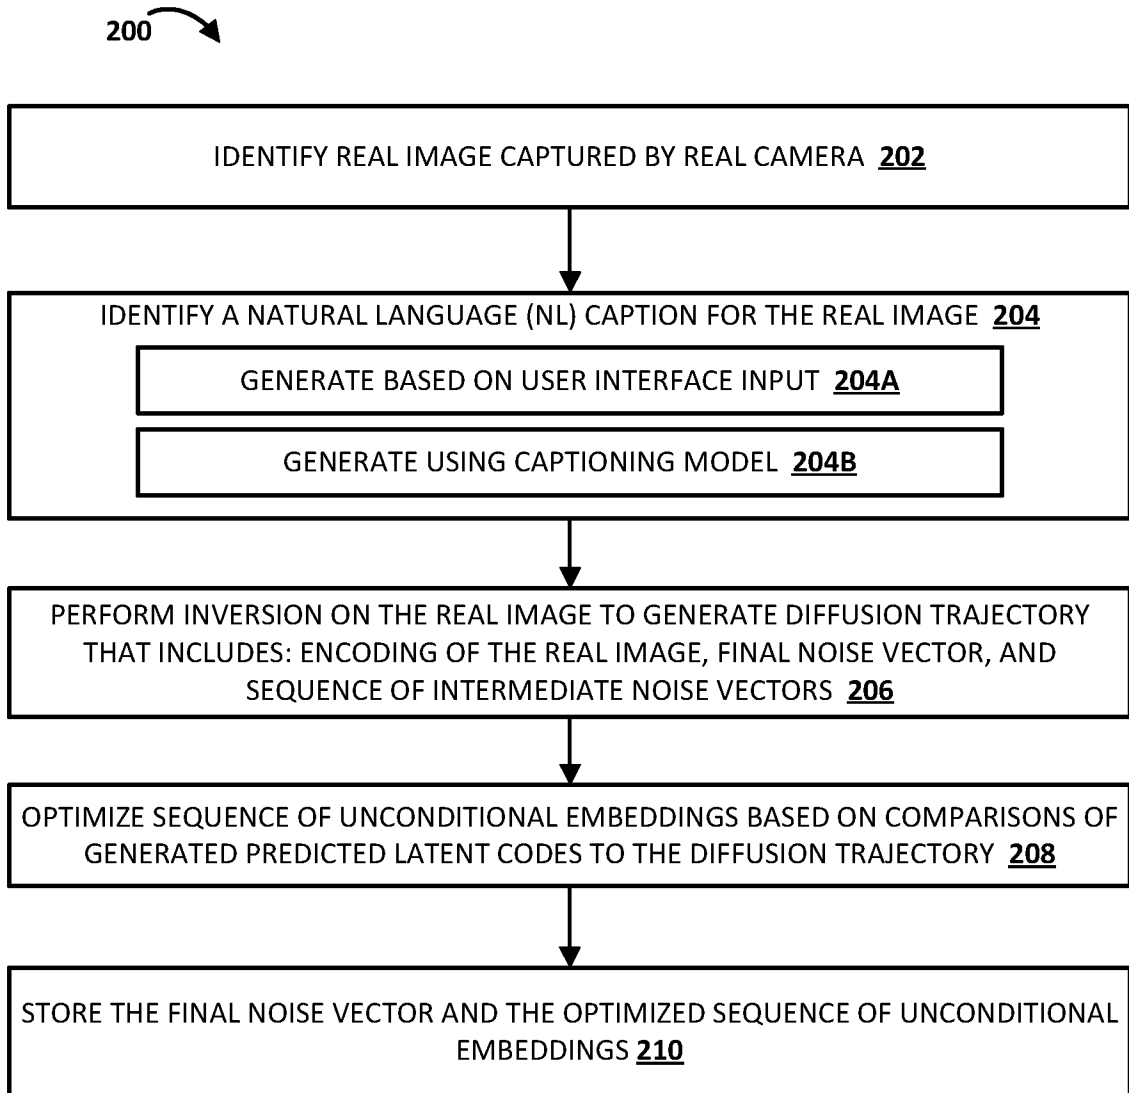 200
IDENTIFY REAL IMAGE CAPTURED BY REAL CAMERA 202
IDENTIFY A NATURAL LANGUAGE (NL) CAPTION FOR THE REAL IMAGE 204
GENERATE BASED ON USER INTERFACE INPUT 204A
GENERATE USING CAPTIONING MODEL 204B
PERFORM INVERSION ON THE REAL IMAGE TO GENERATE DIFFUSION TRAJECTORY
THAT INCLUDES: ENCODING OF THE REAL IMAGE, FINAL NOISE VECTOR, AND
SEQUENCE OF INTERMEDIATE NOISE VECTORS 206
OPTIMIZE SEQUENCE OF UNCONDITIONAL EMBEDDINGS BASED ON COMPARISONS OF
GENERATED PREDICTED LATENT CODES TO THE DIFFUSION TRAJECTORY 208
STORE THE FINAL NOISE VECTOR AND THE OPTIMIZED SEQUENCE OF UNCONDITIONAL
EMBEDDINGS 210